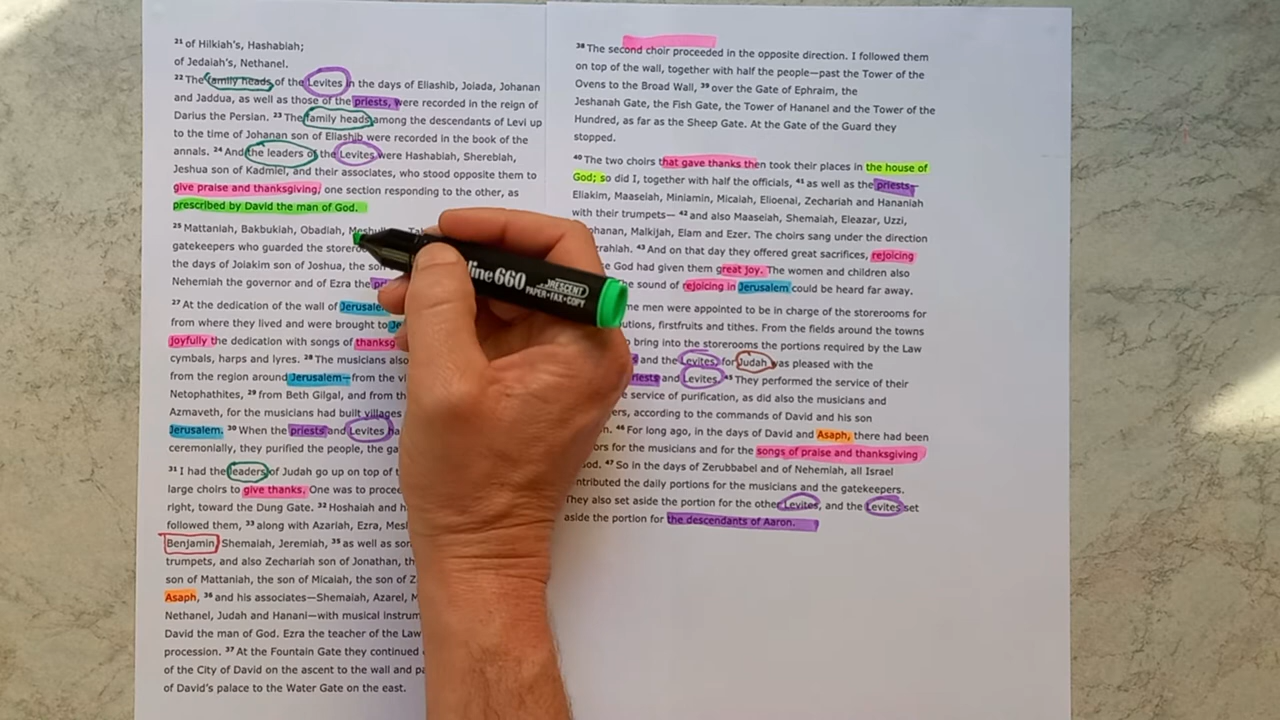 21 of Hilkiah's, Hashabiah;
of Jedaiah's, Nethanel.
22 The family heads of the Levites in the days of Eliashib, Joiada, Johanan
and Jaddua, as well as those of the priests, were recorded in the reign of
Darius the Persian. 23 The family heads among the descendants of Levi up
to the time of Johanan son of Eliashib were recorded in the book of the
annals. 24 And the leaders of the Levites were Hashabiah, Sherebiah,
Jeshua son of Kadmiel, and their associates, who stood opposite them to
give praise and thanksgiving, one section responding to the other, as
prescribed by David the man of God.
25 Mattaniah, Bakbukiah, Obadiah,
gatekeepers who guarded the
the days of Joiakim son of Joshua, the
Nehemiah the governor and of Ezra the
27 At the dedication of the wall of
from where they lived and were brought to
joyfully the dedication with songs of
cymbals, harps and lyres. 28 The musicians also
from the region around Jerusalem—from the
Netophathites, 29 from Beth Gilgal, and from
Azmaveth, for the musicians had built villages
Jerusalem. 30 When the priests and Levites
ceremonially, they purified the people, the
31 I had the leaders of Judah go up on top of
large choirs to give thanks. One was to
right, toward the Dung Gate. 32 Hoshaiah and
followed them, 33 along with Azariah, Ezra,
Benjamin, Shemaiah, Jeremiah, 35 as well as
trumpets, and also Zechariah son of Jonathan,
son of Mattaniah, the son of Micaiah, the son of
Asaph, 36 and his associates—Shemaiah, Azarel,
Nethanel, Judah and Hanani—with musical
David the man of God. Ezra the teacher of the Law
procession. 37 At the Fountain Gate they continued
of the City of David on the ascent to the wall and
of David's palace to the Water Gate on the east.
38 The second choir proceeded in the opposite direction. I followed them
on top of the wall, together with half the people—past the Tower of the
Ovens to the Broad Wall, 39 over the Gate of Ephraim, the
Jeshanah Gate, the Fish Gate, the Tower of Hananel and the Tower of the
Hundred, as far as the Sheep Gate. At the Gate of the Guard they
stopped.
40 The two choirs that gave thanks then took their places in the house of
God; so did I, together with half the officials, 41 as well as the priests—
Eliakim, Maaseiah, Miniamin, Micaiah, Elioenai, Zechariah and Hananiah
with their trumpets— 42 and also Maaseiah, Shemaiah, Eleazar, Uzzi,
Malkijah, Elam and Ezer. The choirs sang under the direction
43 And on that day they offered great sacrifices, rejoicing
God had given them great joy. The women and children also
sound of rejoicing in Jerusalem could be heard far away.
men were appointed to be in charge of the storerooms for
firstfruits and tithes. From the fields around the towns
bring into the storerooms the portions required by the Law
and the Levites, for Judah was pleased with the
and Levites. 45 They performed the service of their
service of purification, as did also the musicians and
according to the commands of David and his son
46 For long ago, in the days of David and Asaph, there had been
for the musicians and for the songs of praise and thanksgiving
47 So in the days of Zerubbabel and of Nehemiah, all Israel
the daily portions for the musicians and the gatekeepers.
They also set aside the portion for the other Levites, and the Levites set
aside the portion for the descendants of Aaron.
line 660
PAPER•FAX•COPY